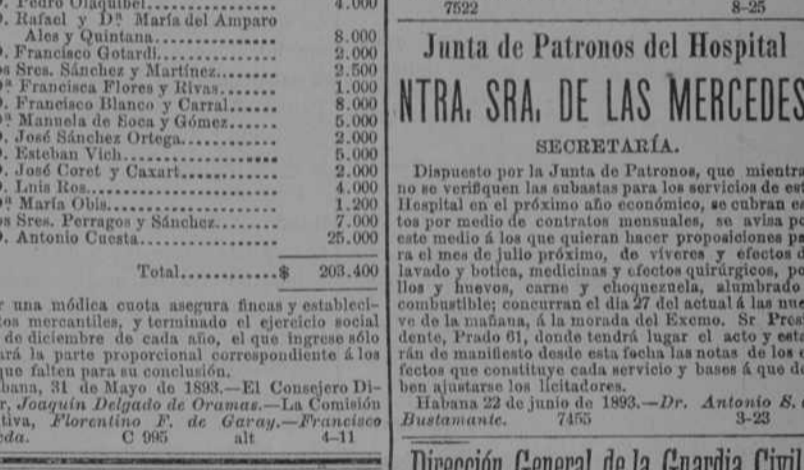 Pedro Olaquibel............... 4.000
Rafael y Dª María del Amparo
Ales y Quintana............... 8.000
Francisco Gotardi............... 2.000
Sres. Sánchez y Martínez....... 2.500
Francisca Flores y Rivas....... 1.000
Francisco Blanco y Carral...... 8.000
Manuela de Roca y Gómez...... 5.000
José Sánchez Ortega............ 2.000
Esteban Vich.................. 5.000
José Coret y Caxart............ 2.000
Luis Ros..................... 4.000
María Obis.................... 1.200
Sres. Perragos y Sánchez....... 7.000
Antonio Cuesta............... 25.000
Total...........$ 203.400
una módica cuota asegura fincas y estableci-
mercantiles, y terminado el ejercicio social
de diciembre de cada año, el que ingrese sólo
la parte proporcional correspondiente á los
que falten para su conclusión.
31 de Mayo de 1893.—El Consejero Di-
Joaquín Delgado de Oramas.—La Comisión
Florentino F. de Garay.—Francisco
C 995 alt 4-11
7522 8-25
Junta de Patronos del Hospital
NTRA. SRA. DE LAS MERCEDES
SECRETARÍA.
Dispuesto por la Junta de Patronos, que mientra
no se verifiquen las subastas para los servicios de est
Hospital en el próximo año económico, se cubran es
tos por medio de contratos mensuales, se avisa po
este medio á los que quieran hacer proposiciones pa
ra el mes de julio próximo, de víveres y efectos d
lavado y botica, medicinas y efectos quirúrgicos, po
llos y huevos, carne y choquezuela, alumbrado
combustible; concurran el dia 27 del actual á las nue
ve de la mañana, á la morada del Excmo. Sr Presi
dente, Prado 61, donde tendrá lugar el acto y esta
rán de manifiesto desde esta fecha las notas de los e
fectos que constituye cada servicio y bases á que de
ben ajustarse los licitadores.
Habana 22 de junio de 1893.—Dr. Antonio S. d
Bustamante. 7455 3-23
Dirección General de la Guardia Civil